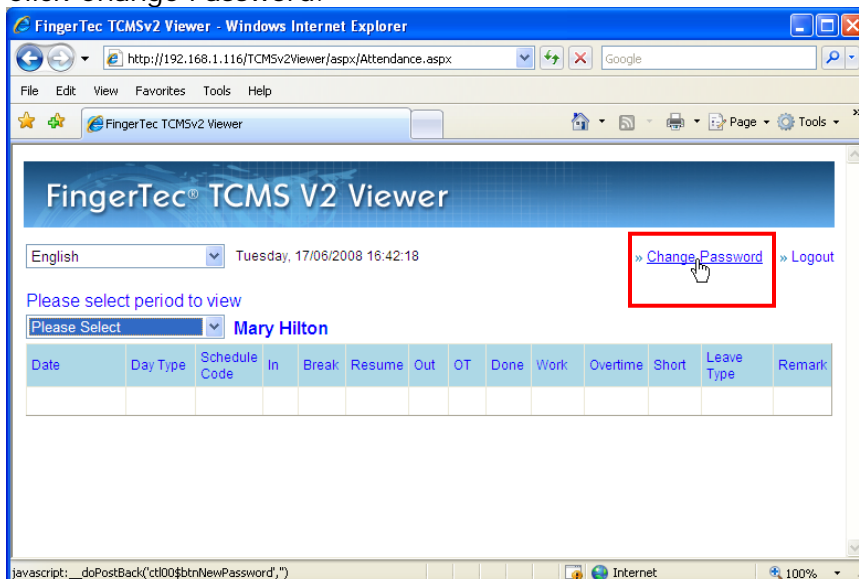 Click Change Password.
FingerTec TCMSv2 Viewer - Windows Internet Explorer
http://192.168.1.116/TCMSv2Viewer/aspx/Attendance.aspx Google
File Edit View Favorites Tools Help
FingerTec TCMSv2 Viewer Page Tools »
FingerTec® TCMS V2 Viewer
English Tuesday, 17/06/2008 16:42:18 » Change Password » Logout
Please select period to view
Please Select Mary Hilton
Date Day Type Schedule Code In Break Resume Out OT Done Work Overtime Short Leave Type Remark
javascript:__doPostBack('ctl00$btnNewPassword','') Internet 100%